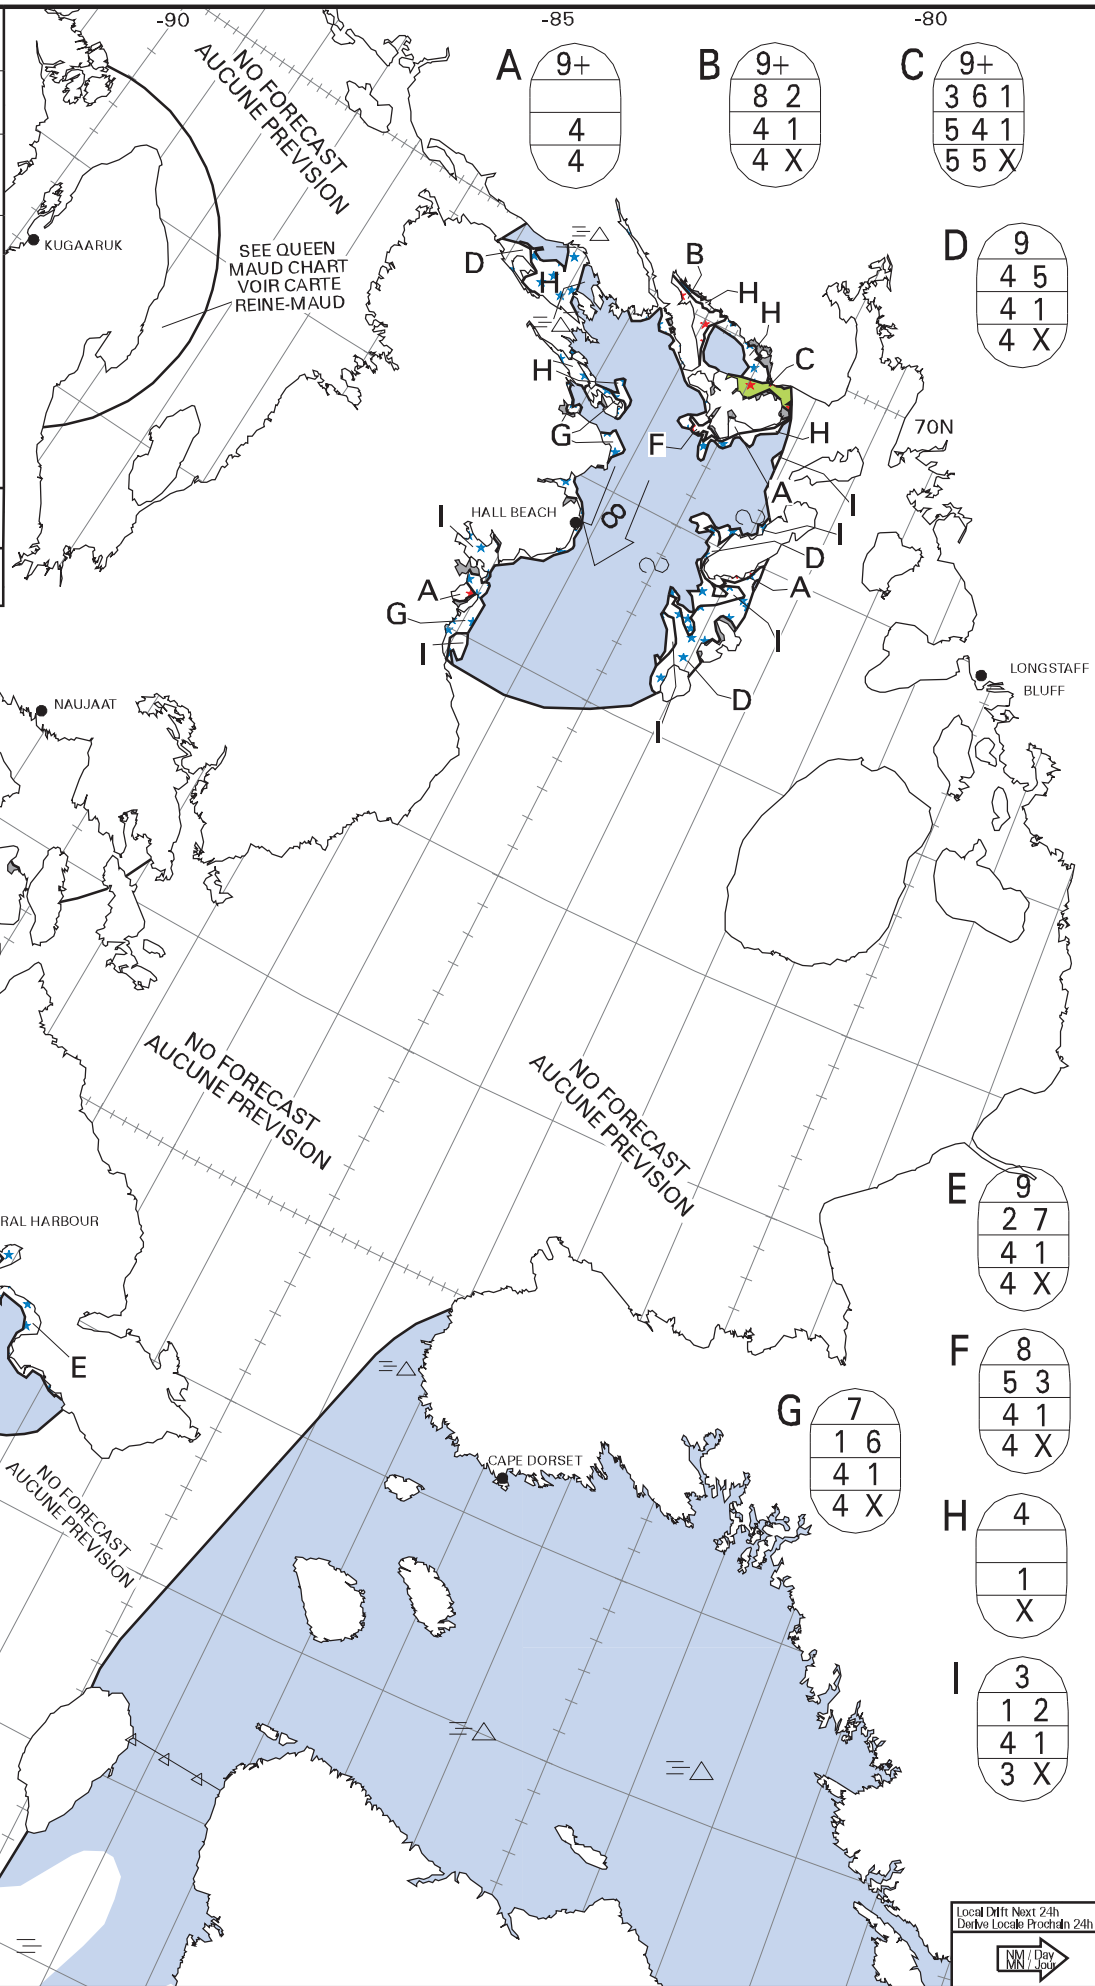 -90
-85
-80
NO FORECAST
AUCUNE PREVISION
A
9+
4
4
B
9+
8 2
4 1
4 X
C
9+
3 6 1
5 4 1
5 5 X
KUGAARUK
SEE QUEEN
MAUD CHART
VOIR CARTE
REINE-MAUD
D
9
4 5
4 1
4 X
D
H
B
H
H
C
H
G
F
H
70N
A
I
HALL BEACH
8
I
I
D
A
A
G
I
I
D
I
LONGSTAFF
BLUFF
NAUJAAT
NO FORECAST
AUCUNE PREVISION
NO FORECAST
AUCUNE PREVISION
E
9
2 7
4 1
4 X
RAL HARBOUR
E
F
8
5 3
4 1
4 X
G
7
1 6
4 1
4 X
CAPE DORSET
NO FORECAST
AUCUNE PREVISION
H
4
1
X
I
3
1 2
4 1
3 X
Local Drift Next 24h
Derive Locale Prochain 24h
NM / Day
MN / Jour